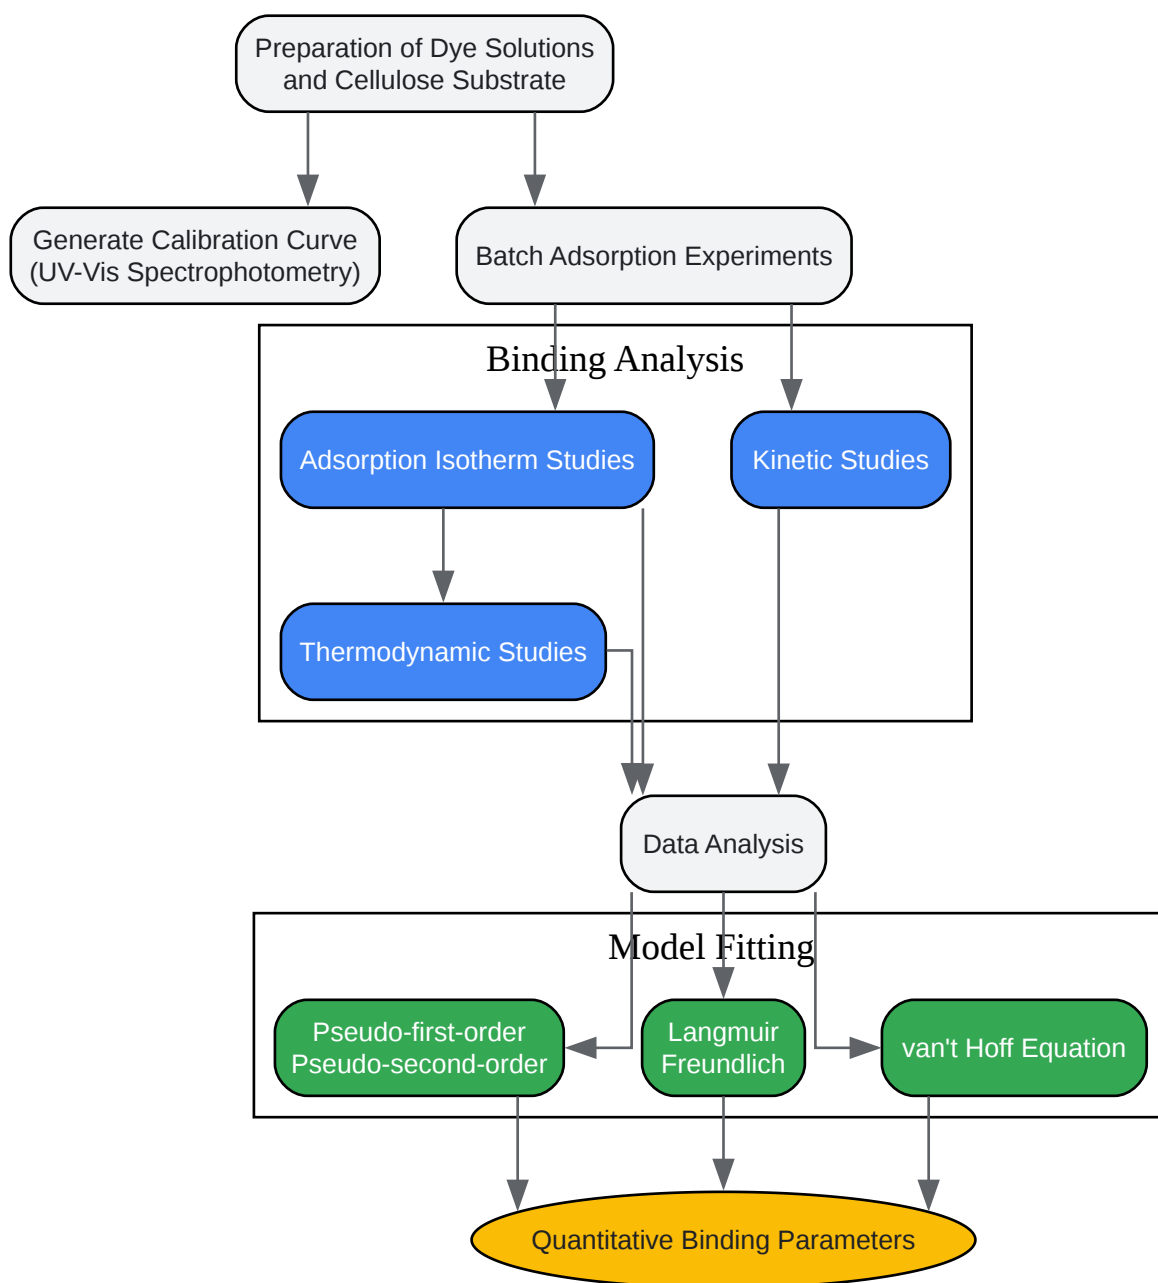 Preparation of Dye Solutions
and Cellulose Substrate
Generate Calibration Curve
(UV-Vis Spectrophotometry)
Batch Adsorption Experiments
Binding Analysis
Adsorption Isotherm Studies
Kinetic Studies
Thermodynamic Studies
Data Analysis
Model Fitting
Pseudo-first-order
Pseudo-second-order
Langmuir
Freundlich
van't Hoff Equation
Quantitative Binding Parameters